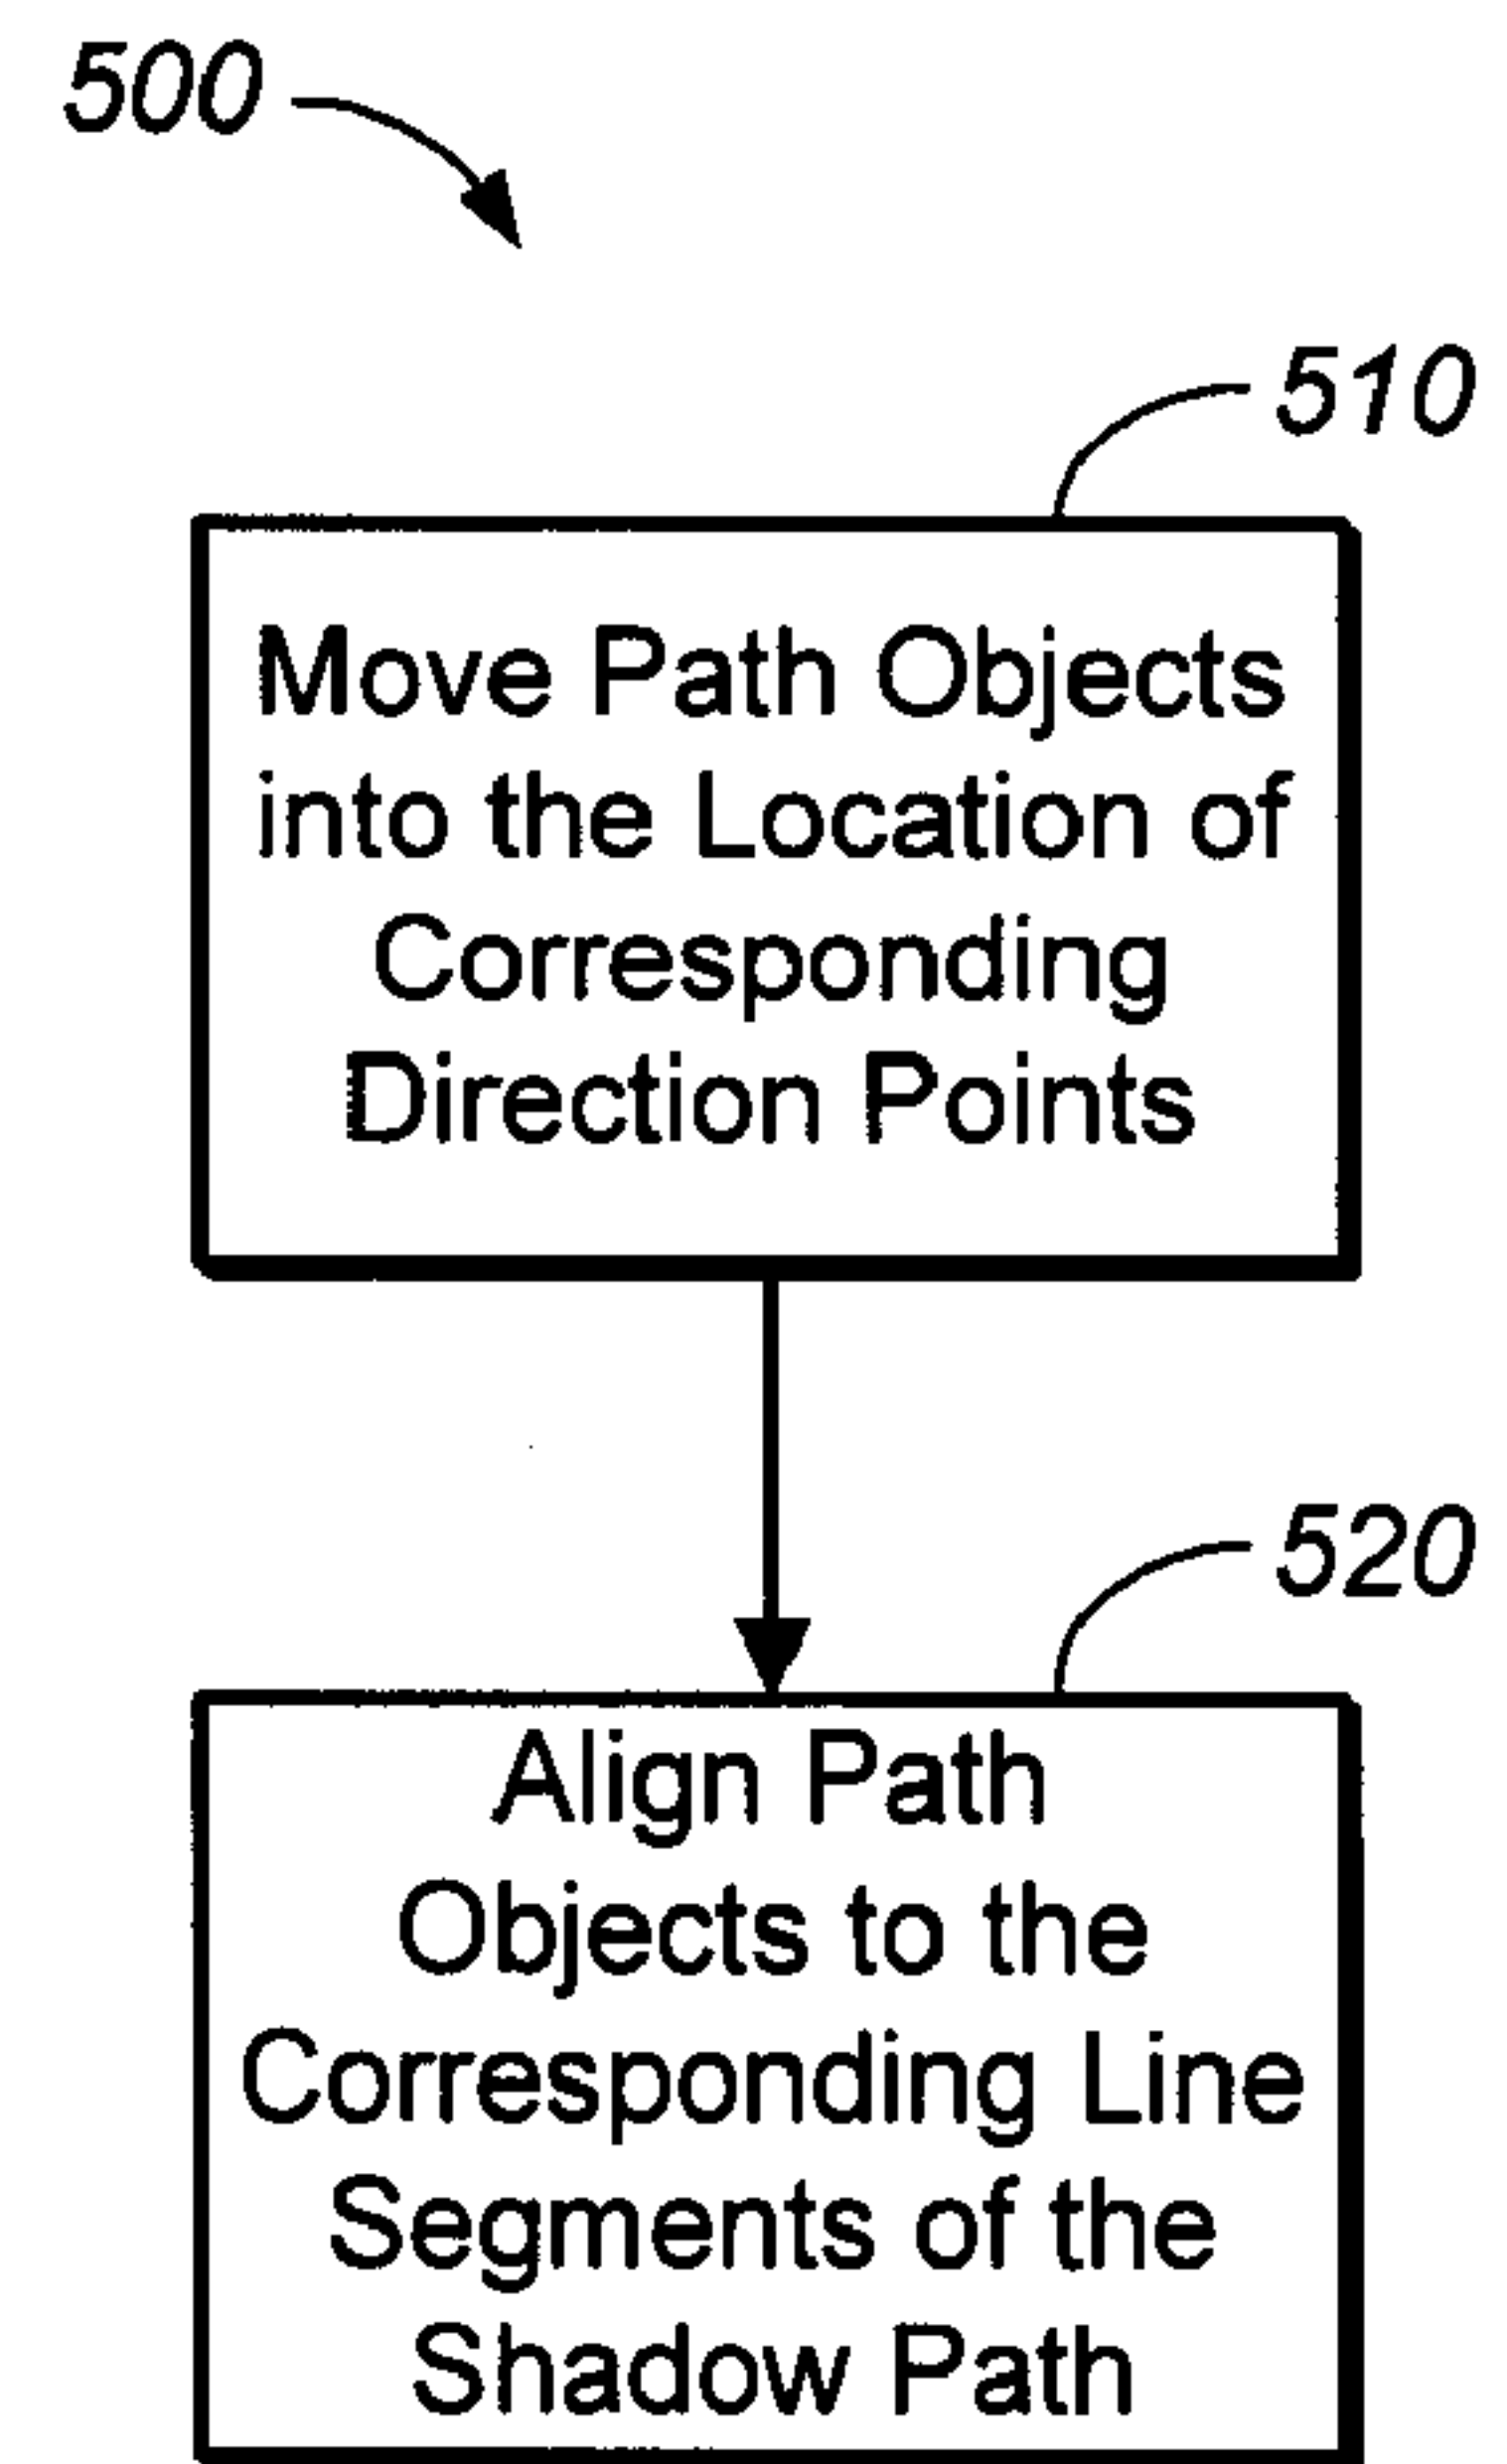 500
510
Move Path Objects
into the Location of
Corresponding
Direction Points
520
Align Path
Objects to the
Corresponding Line
Segments of the
Shadow Path